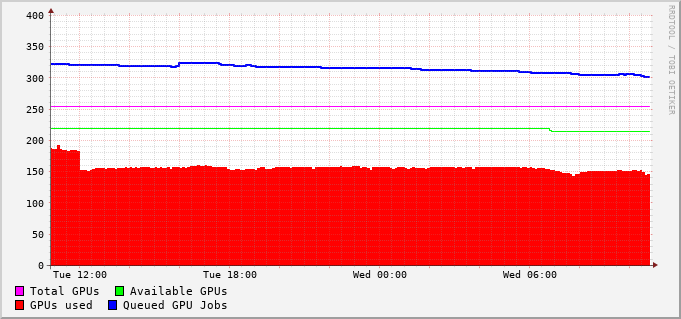 RRDTOOL / TOBI OETIKER
400
350
300
250
200
150
100
50
0
Tue 12:00 Tue 18:00 Wed 00:00 Wed 06:00
Total GPUs Available GPUs
GPUs used Queued GPU Jobs